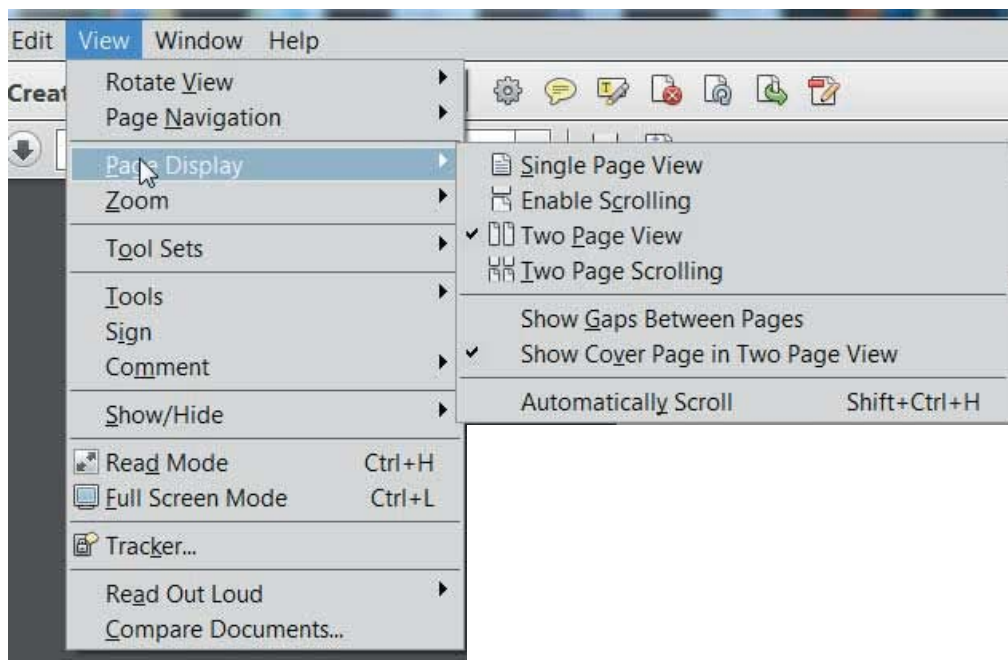 Edit View Window Help
Creat
Rotate View
Page Navigation
Page Display
Zoom
Tool Sets
Tools
Sign
Comment
Show/Hide
Read Mode Ctrl+H
Full Screen Mode Ctrl+L
Tracker...
Read Out Loud
Compare Documents...
Single Page View
Enable Scrolling
Two Page View
Two Page Scrolling
Show Gaps Between Pages
Show Cover Page in Two Page View
Automatically Scroll Shift+Ctrl+H